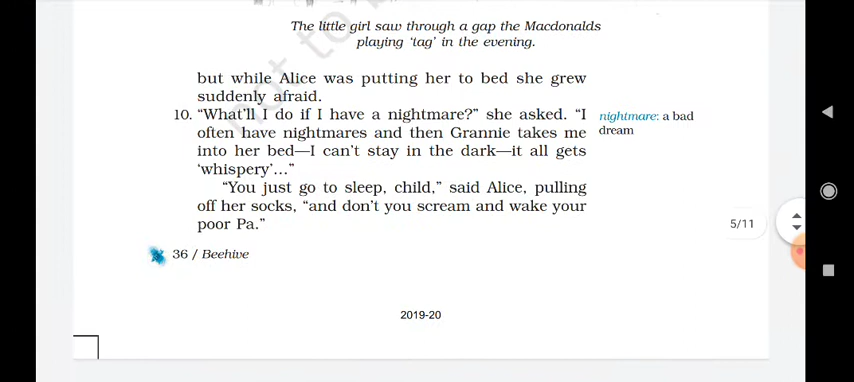 The little girl saw through a gap the Macdonalds
playing ‘tag’ in the evening.
but while Alice was putting her to bed she grew
suddenly afraid.
10. “What’ll I do if I have a nightmare?” she asked. “I
often have nightmares and then Grannie takes me
into her bed—I can’t stay in the dark—it all gets
‘whispery’…”
nightmare: a bad
dream
“You just go to sleep, child,” said Alice, pulling
off her socks, “and don’t you scream and wake your
poor Pa.”
5/11
36 / Beehive
2019-20